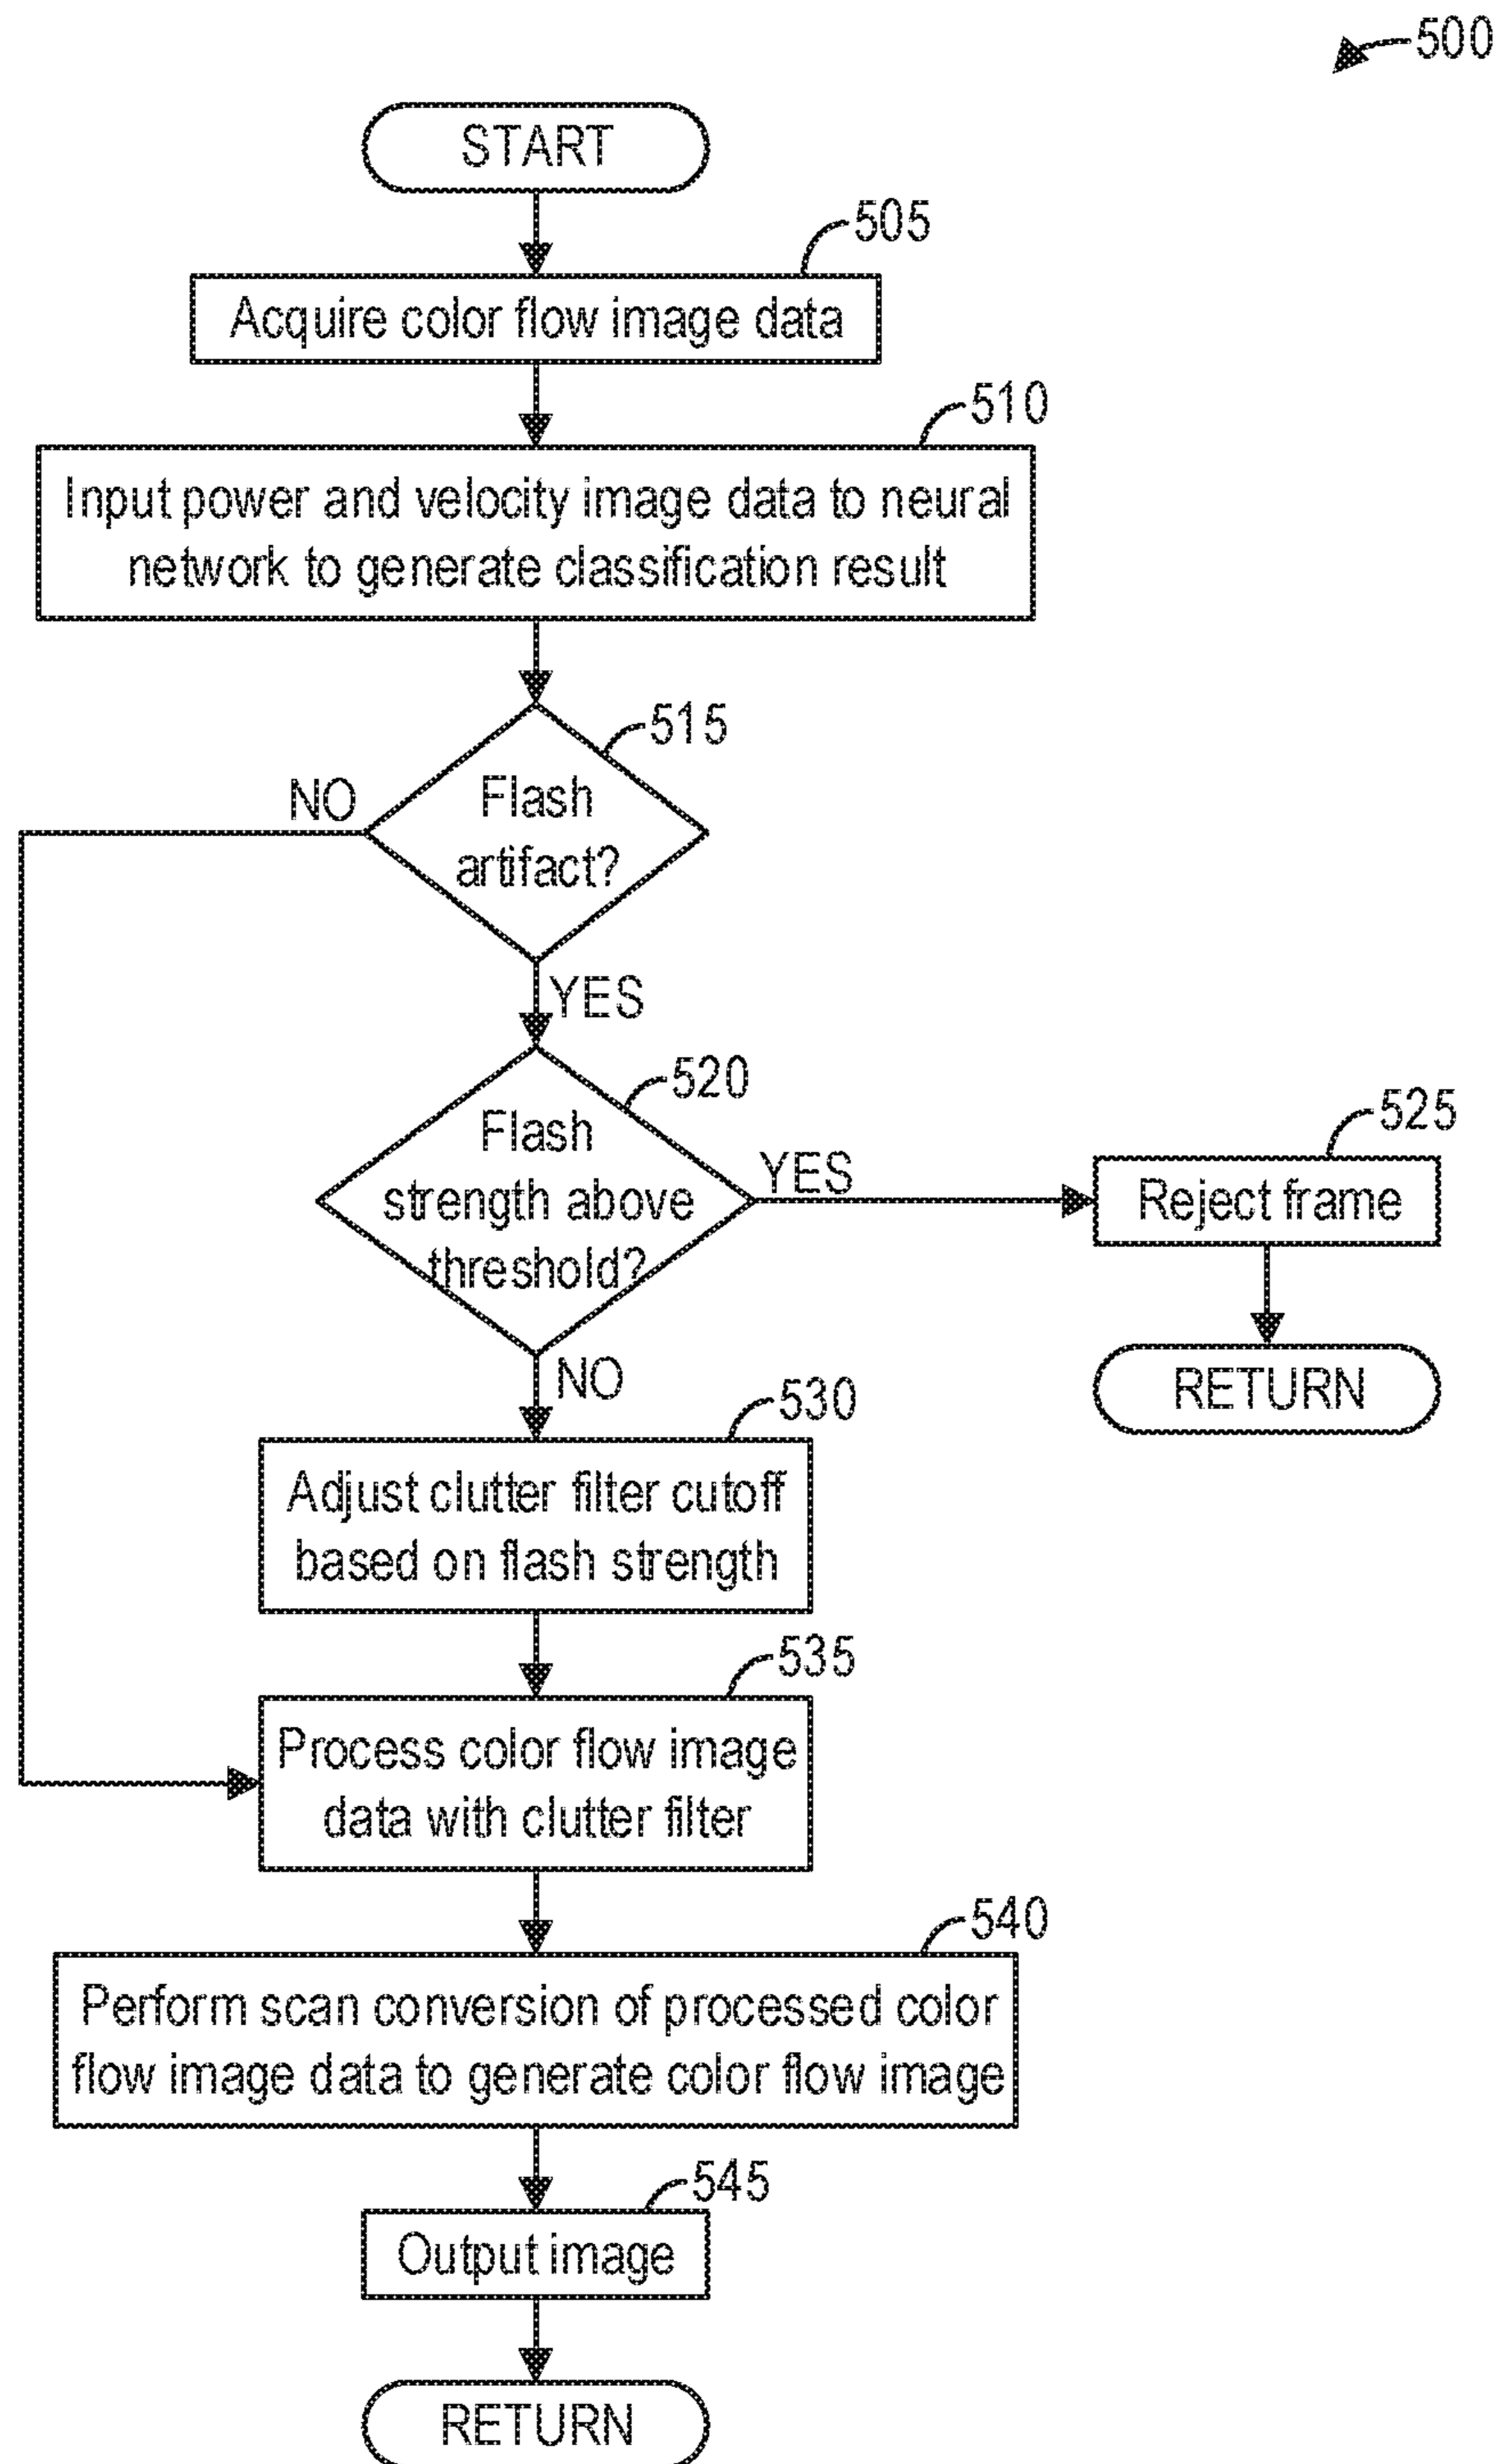 500
START
505
Acquire color flow image data
510
Input power and velocity image data to neural
network to generate classification result
515
NO
Flash
artifact?
YES
520
Flash
strength above
threshold?
YES
525
Reject frame
RETURN
NO
530
Adjust clutter filter cutoff
based on flash strength
535
Process color flow image
data with clutter filter
540
Perform scan conversion of processed color
flow image data to generate color flow image
545
Output image
RETURN